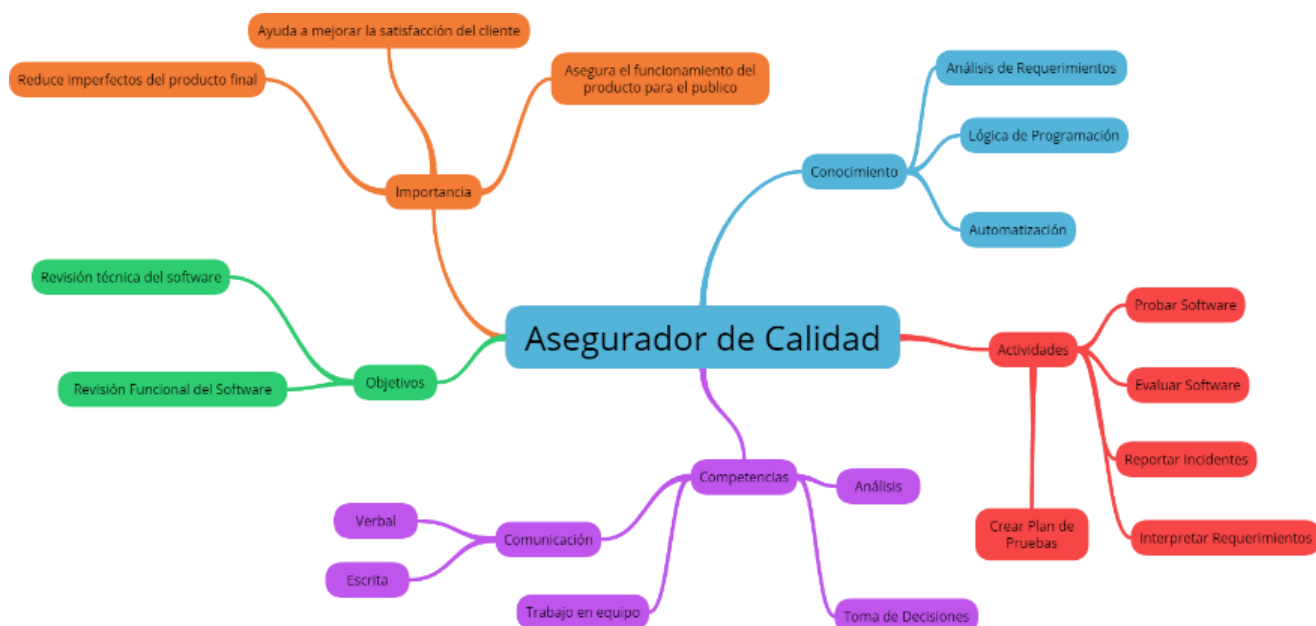 Ayuda a mejorar la satisfacción del cliente
Reduce imperfectos del producto final
Asegura el funcionamiento del
producto para el publico
Importancia
Análisis de Requerimientos
Lógica de Programación
Conocimiento
Automatización
Revisión técnica del software
Revisión Funcional del Software
Objetivos
Asegurador de Calidad
Probar Software
Actividades
Evaluar Software
Reportar Incidentes
Crear Plan de
Pruebas
Interpretar Requerimientos
Competencias
Análisis
Verbal
Comunicación
Escrita
Trabajo en equipo
Toma de Decisiones